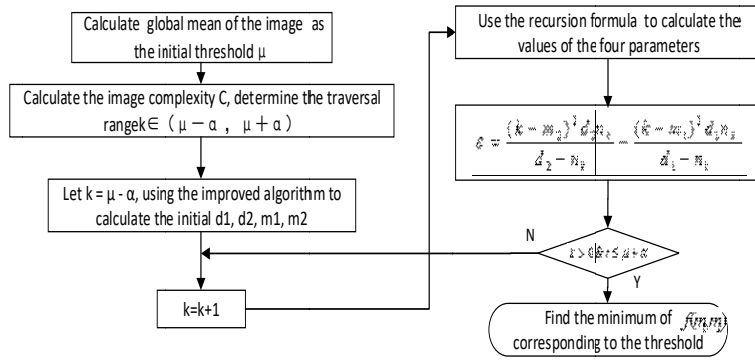 Calculate global mean of the image as
the initial threshold μ
Calculate the image complexity C, determine the traversal
rangek∈ (μ-α , μ+α)
Let k = μ - α, using the improved algorithm to
calculate the initial d1, d2, m1, m2
k=k+1
Use the recursion formula to calculate the
values of the four parameters
N
Y
Find the minimum of
corresponding to the threshold